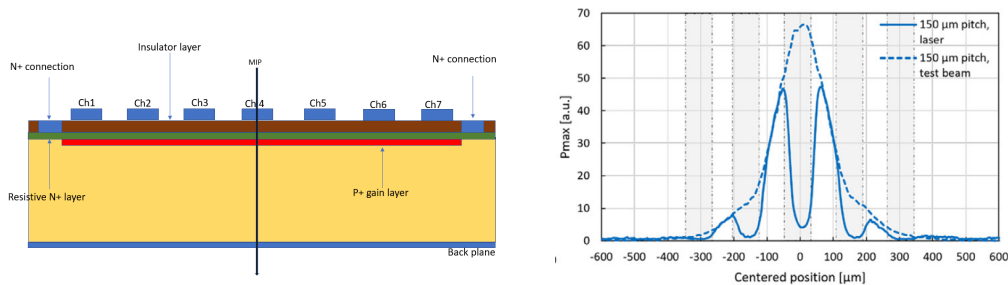 Insulator layer
N+ connection
MIP
N+ connection
Ch1
Ch2
Ch3
Ch 4
Ch5
Ch6
Ch7
Resistive N+ layer
P+ gain layer
Back plane
70
60
50
40
30
20
10
0
Pmax [a.u.]
150 µm pitch,
laser
150 µm pitch,
test beam
-600 -500 -400 -300 -200 -100 0 100 200 300 400 500 600
Centered position [µm]